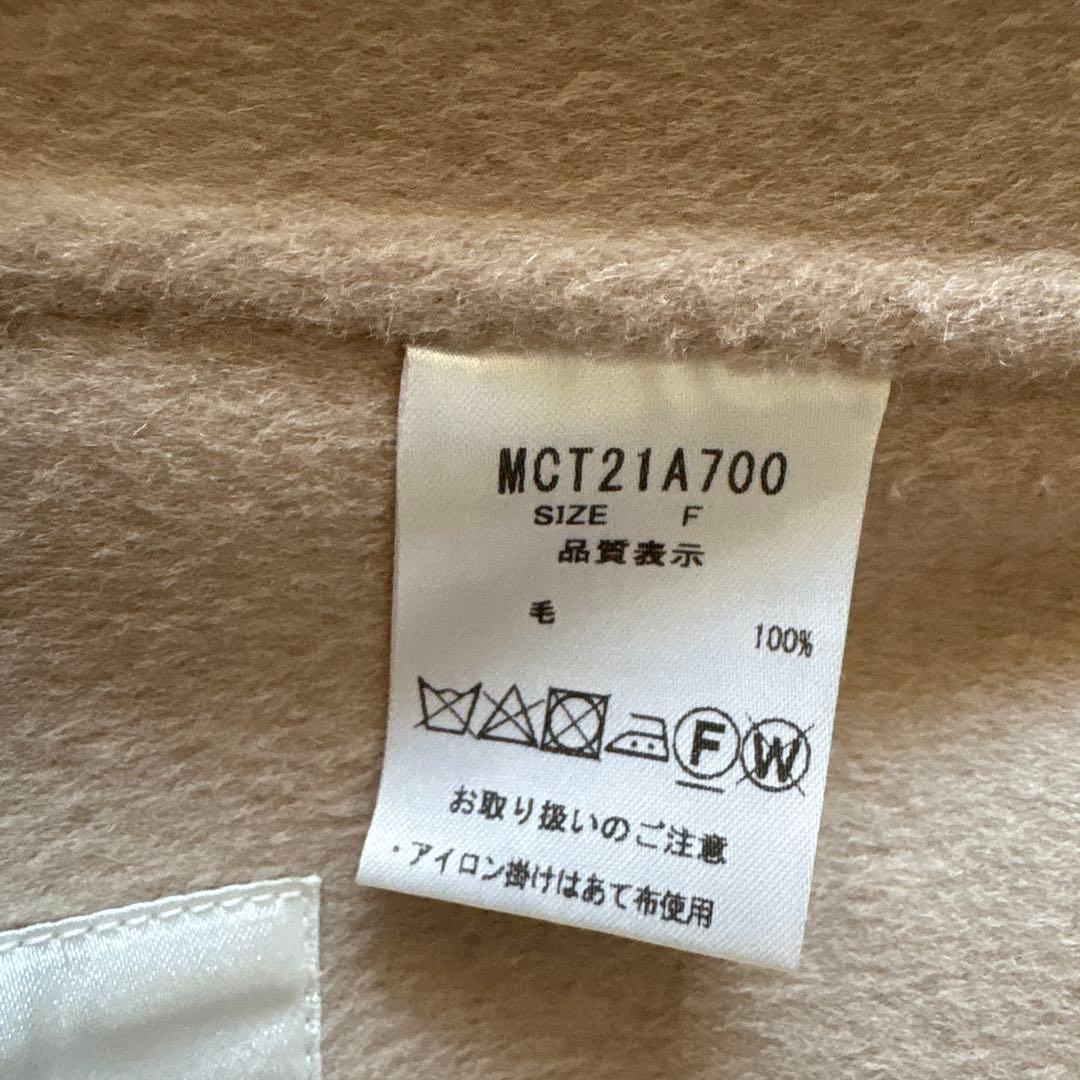 MCT21A700
SIZE F
品質表示
毛 100%
F W
お取り扱いのご注意
・アイロン掛けはあて布使用